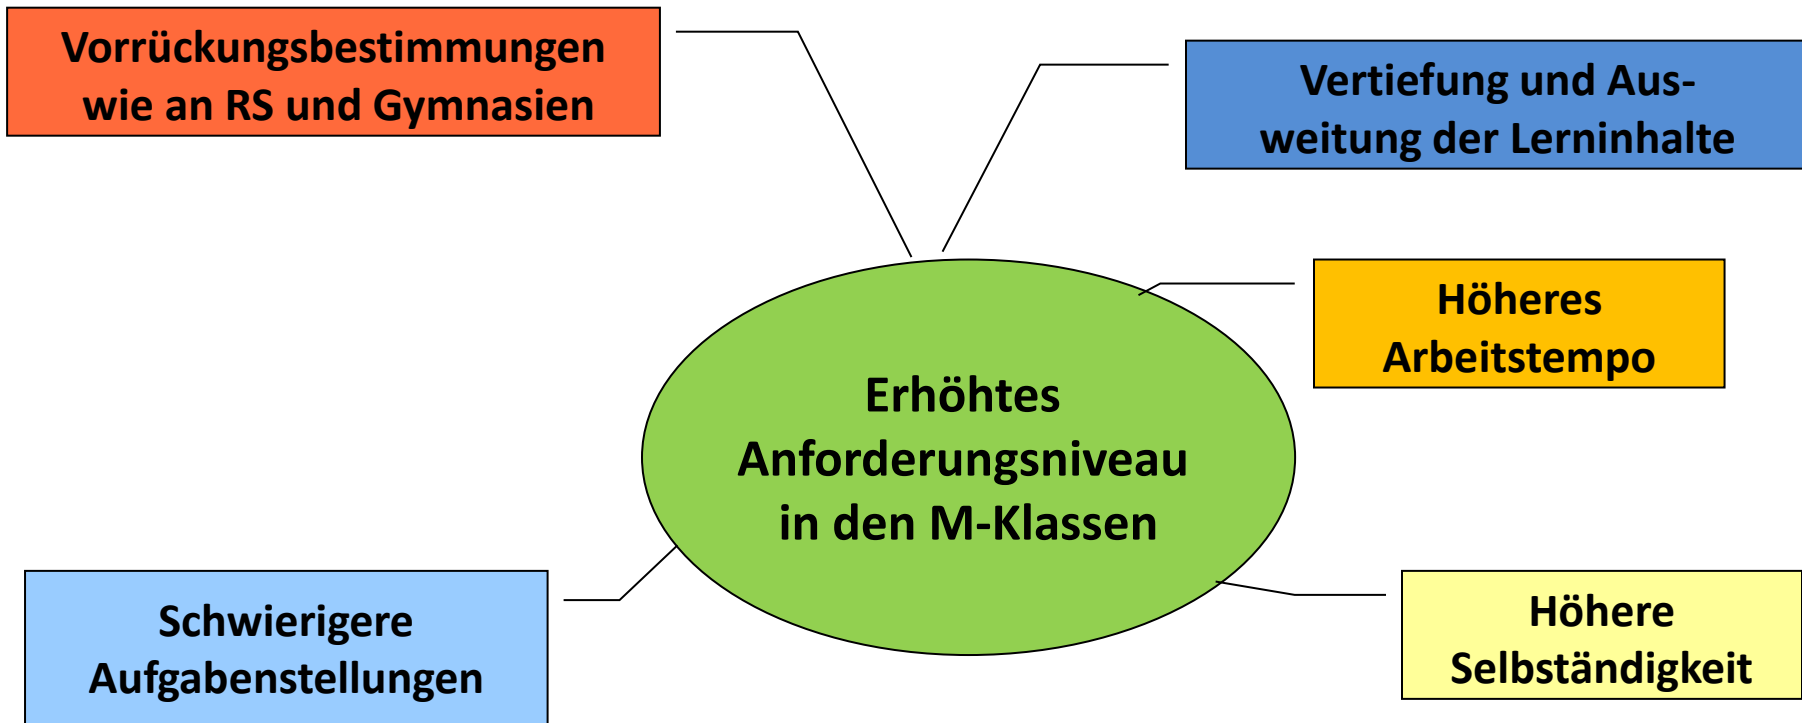 Vorrückungsbestimmungen
wie an RS und Gymnasien
Vertiefung und Aus-
weitung der Lerninhalte
Höheres
Arbeitstempo
Erhöhtes
Anforderungsniveau
in den M-Klassen
Schwierigere
Aufgabenstellungen
Höhere
Selbständigkeit